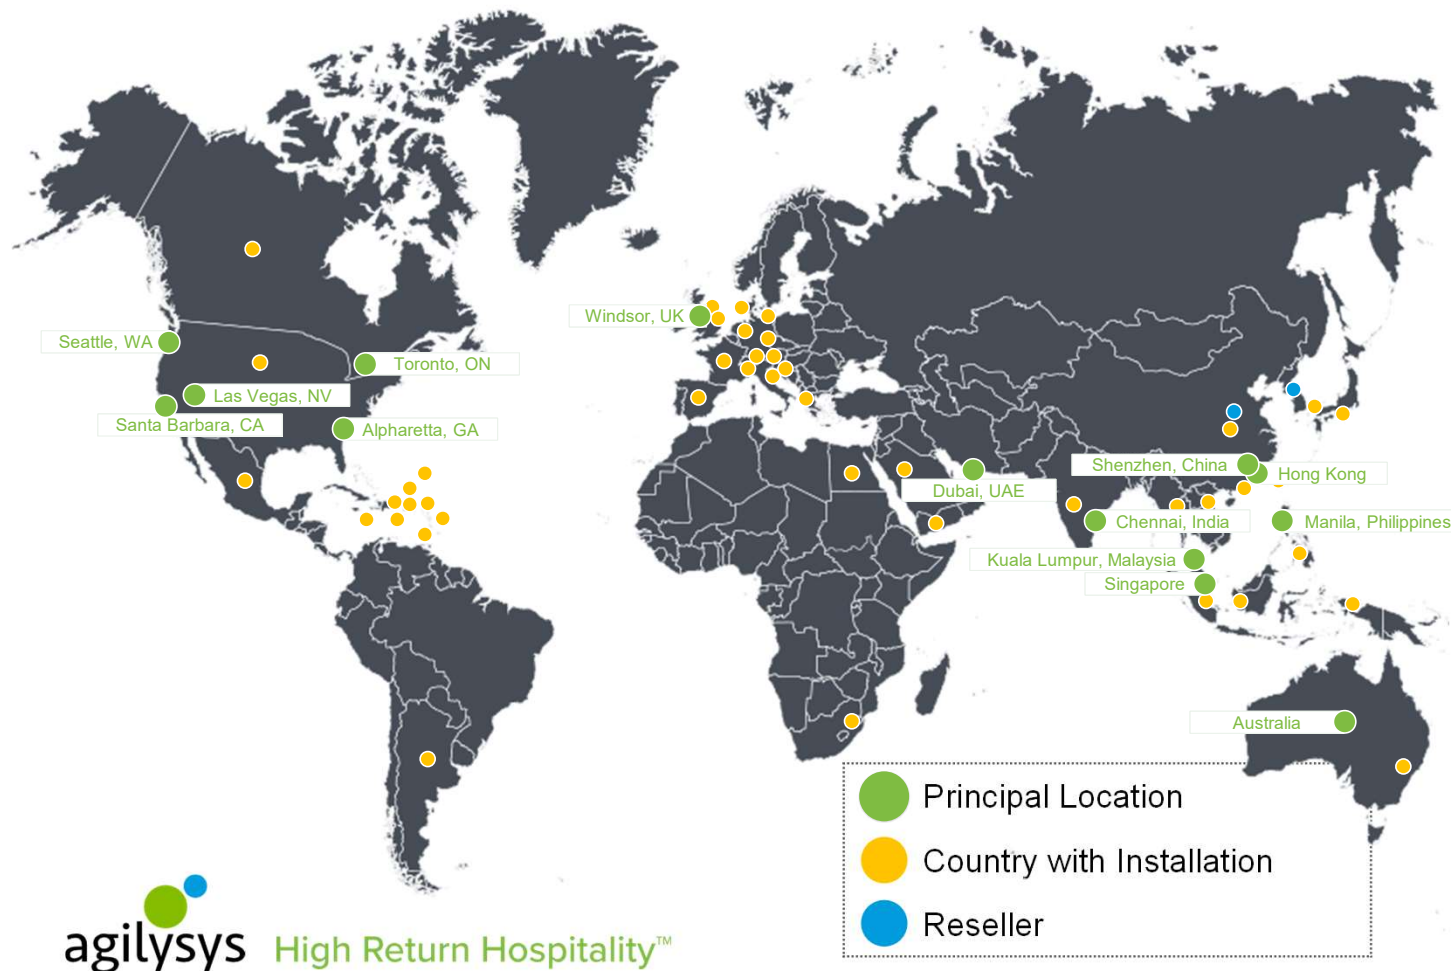 Windsor, UK
Seattle, WA
Toronto, ON
Las Vegas, NV
Santa Barbara, CA
Alpharetta, GA
Shenzhen, China
Hong Kong
Dubai, UAE
Chennai, India
Manila, Philippines
Kuala Lumpur, Malaysia
Singapore
Australia
Principal Location
Country with Installation
Reseller
agilysys High Return Hospitality™